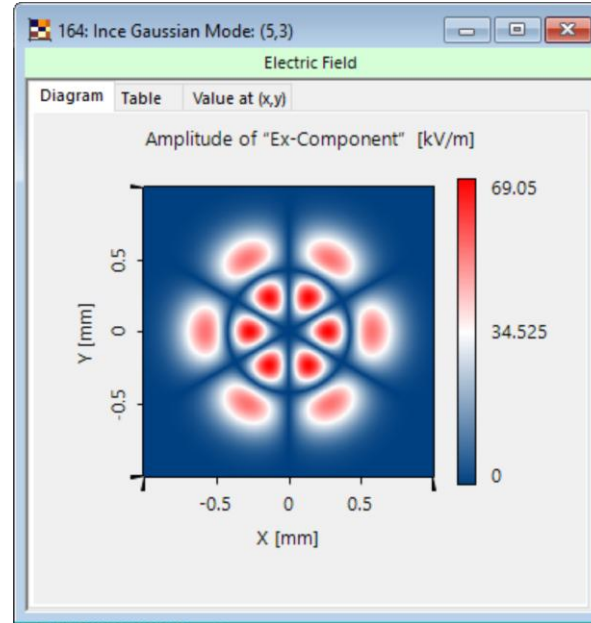 164: Ince Gaussian Mode: (5,3)
Electric Field
Diagram Table Value at (x,y)
Amplitude of "Ex-Component" [kV/m]
69.05
0.5
Y [mm]
0
34.525
-0.5
0
-0.5 0 0.5
X [mm]